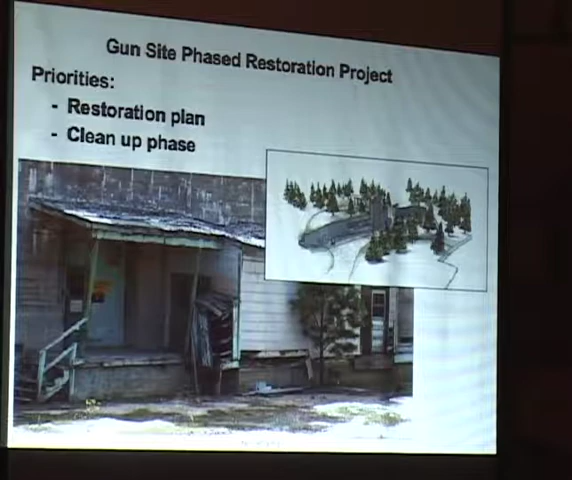 Gun Site Phased Restoration Project
Priorities:
- Restoration plan
- Clean up phase